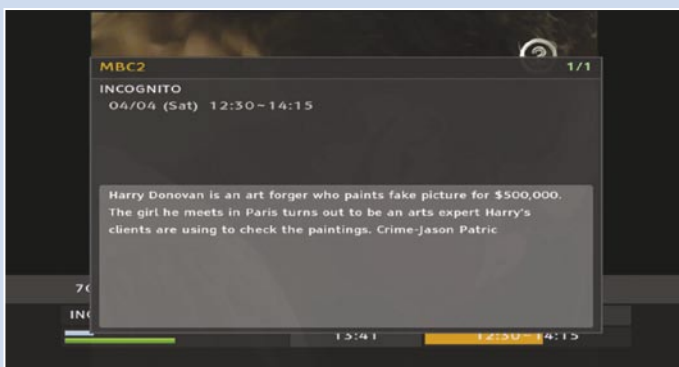 MBC2 1/1
INCOGNITO
04/04 (Sat) 12:30~14:15
Harry Donovan is an art forger who paints fake picture for $500,000.
The girl he meets in Paris turns out to be an arts expert Harry's
clients are using to check the paintings. Crime-Jason Patric
13:41 12:30~14:15